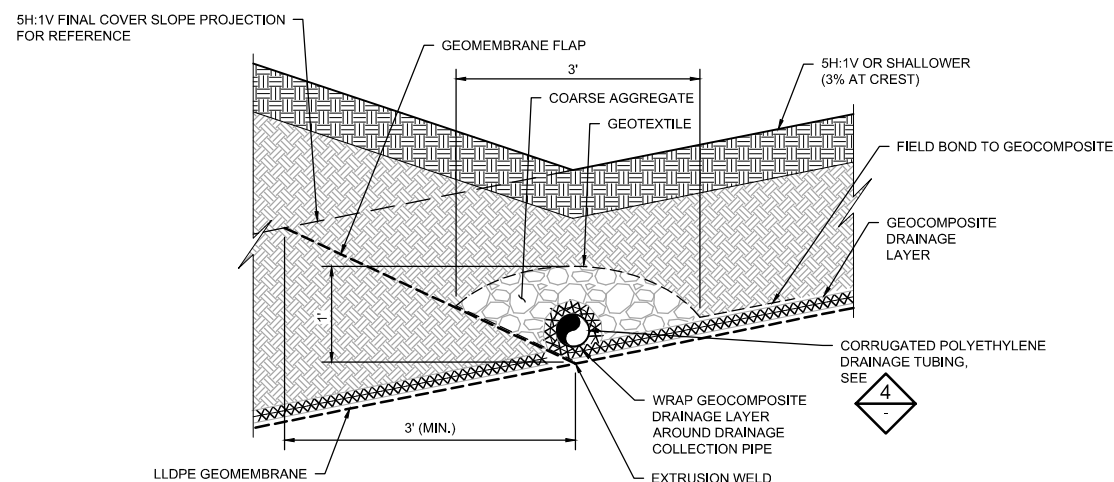 5H:1V FINAL COVER SLOPE PROJECTION
FOR REFERENCE
GEOMEMBRANE FLAP
3'
5H:1V OR SHALLOWER
(3% AT CREST)
COARSE AGGREGATE
GEOTEXTILE
FIELD BOND TO GEOCOMPOSITE
GEOCOMPOSITE
DRAINAGE
LAYER
1'
CORRUGATED POLYETHYLENE
DRAINAGE TUBING,
SEE
4
-
WRAP GEOCOMPOSITE
DRAINAGE LAYER
AROUND DRAINAGE
COLLECTION PIPE
3' (MIN.)
LLDPE GEOMEMBRANE
EXTRUSION WELD